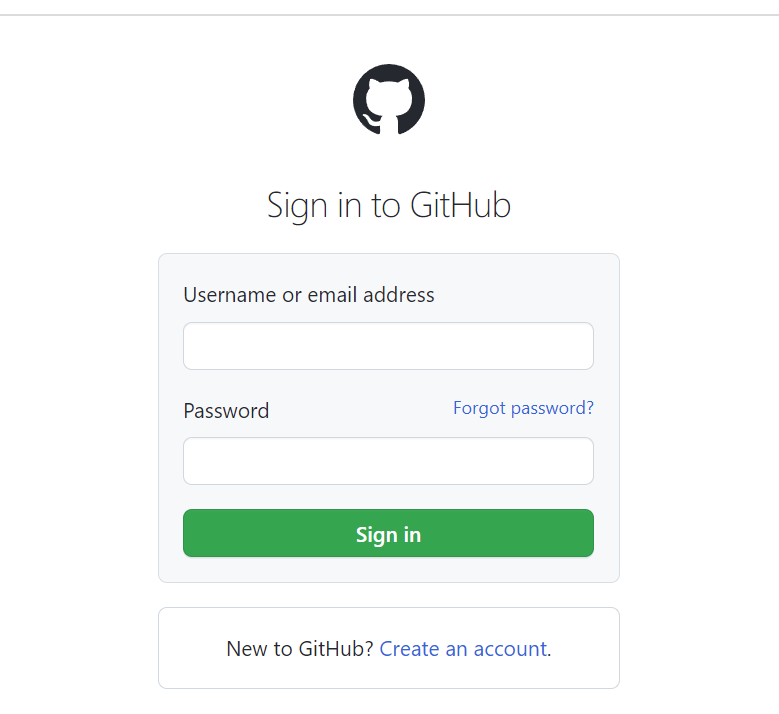 Sign in to GitHub
Username or email address
Password
Forgot password?
Sign in
New to GitHub? Create an account.